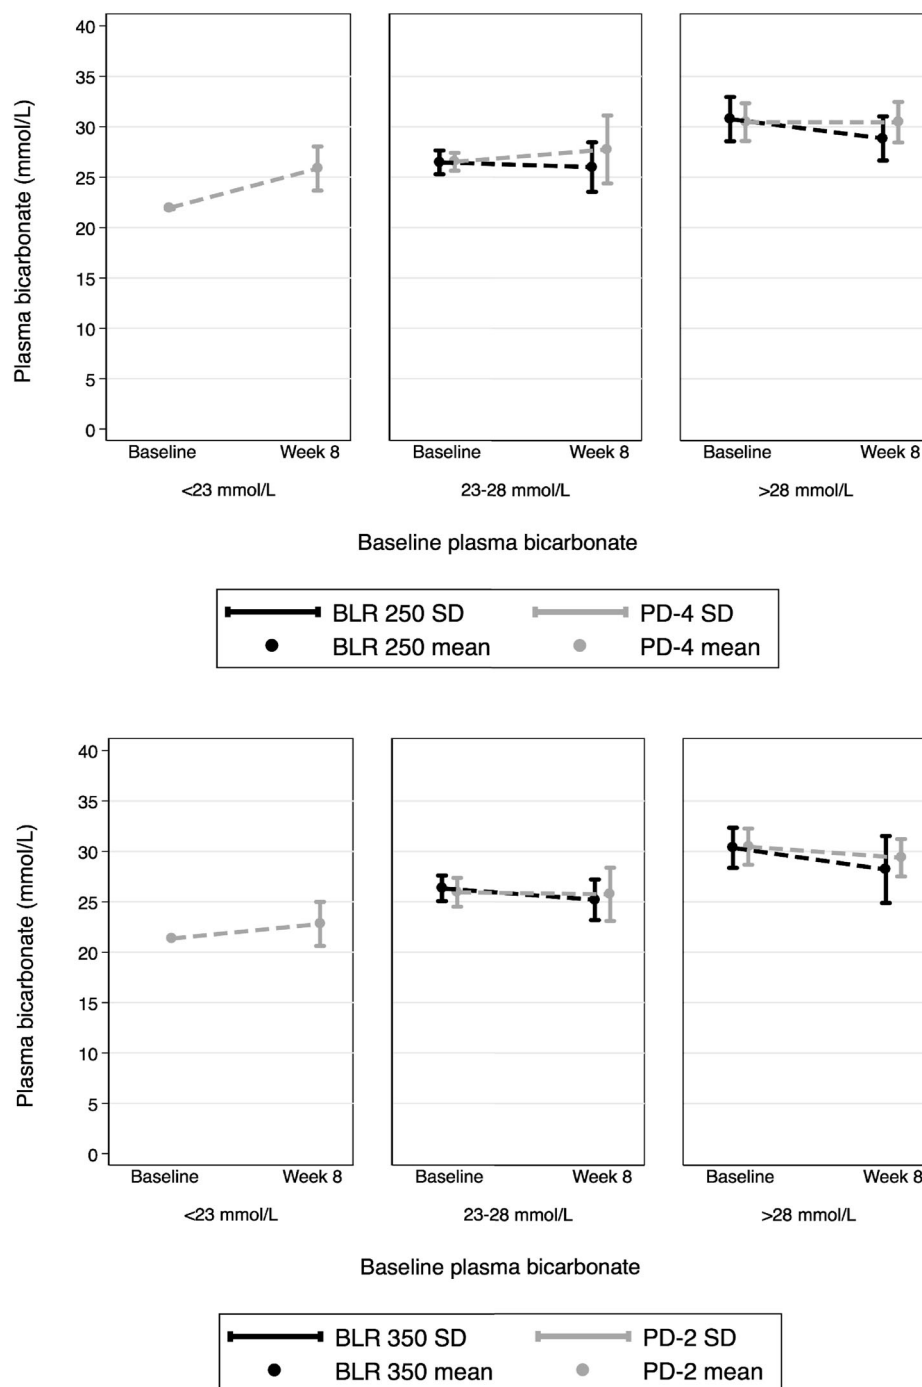 40
35
30
25
20
15
10
5
0
Plasma bicarbonate (mmol/L)
Baseline Week 8 Baseline Week 8 Baseline Week 8
<23 mmol/L 23-28 mmol/L >28 mmol/L
Baseline plasma bicarbonate
BLR 250 SD PD-4 SD
BLR 250 mean PD-4 mean
40
35
30
25
20
15
10
5
0
Plasma bicarbonate (mmol/L)
Baseline Week 8 Baseline Week 8 Baseline Week 8
<23 mmol/L 23-28 mmol/L >28 mmol/L
Baseline plasma bicarbonate
BLR 350 SD PD-2 SD
BLR 350 mean PD-2 mean